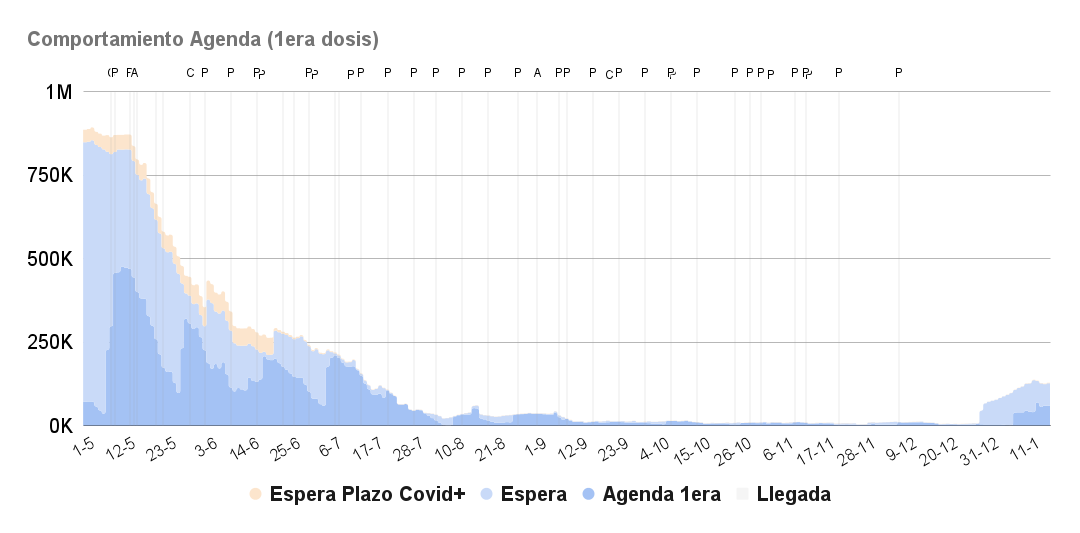 Comportamiento Agenda (1era dosis)
P A C P P P P P P P P P P P P P A P P P C P P P P P P P P P P P P
1M
750K
500K
250K
0K
1-5 12-5 23-5 3-6 14-6 25-6 6-7 17-7 28-7 10-8 21-8 1-9 12-9 23-9 4-10 15-10 26-10 6-11 17-11 28-11 9-12 20-12 31-12 11-1
Espera Plazo Covid+ Espera Agenda 1era Llegada